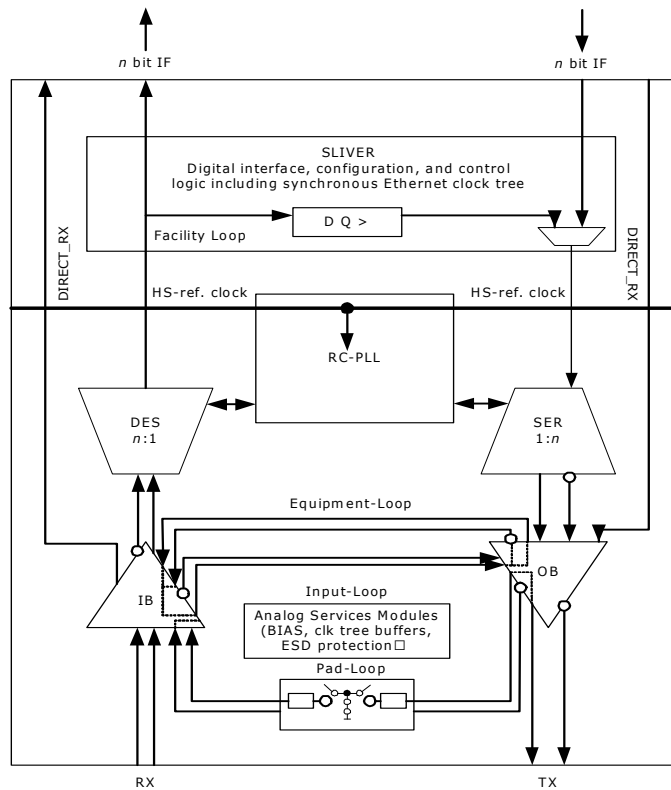 n bit IF
n bit IF
SLIVER
Digital interface, configuration, and control
logic including synchronous Ethernet clock tree
D Q >
Facility Loop
DIRECT_RX
DIRECT_RX
HS-ref. clock
HS-ref. clock
RC-PLL
DES
n:1
SER
1:n
Equipment-Loop
IB
OB
Input-Loop
Analog Services Modules
(BIAS, clk tree buffers,
ESD protection□
Pad-Loop
RX
TX